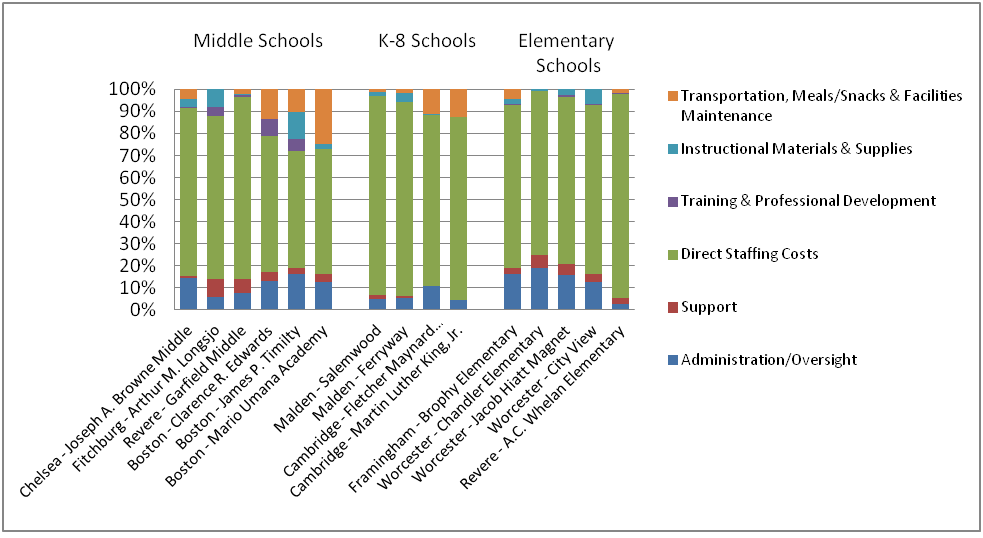 Middle Schools
K-8 Schools
Elementary
Schools
100%
90%
80%
70%
60%
50%
40%
30%
20%
10%
0%
Chelsea - Joseph A. Browne Middle
Fitchburg - Arthur M. Longsjo
Revere - Garfield Middle
Boston - Clarence R. Edwards
Boston - James P. Timilty
Boston - Mario Umana Academy
Malden - Salemwood
Malden - Ferryway
Cambridge - Fletcher Maynard...
Cambridge - Martin Luther King, Jr.
Framingham - Brophy Elementary
Worcester - Chandler Elementary
Worcester - Jacob Hiatt Magnet
Worcester - City View
Revere - A.C. Whelan Elementary
Transportation, Meals/Snacks & Facilities
Maintenance
Instructional Materials & Supplies
Training & Professional Development
Direct Staffing Costs
Support
Administration/Oversight